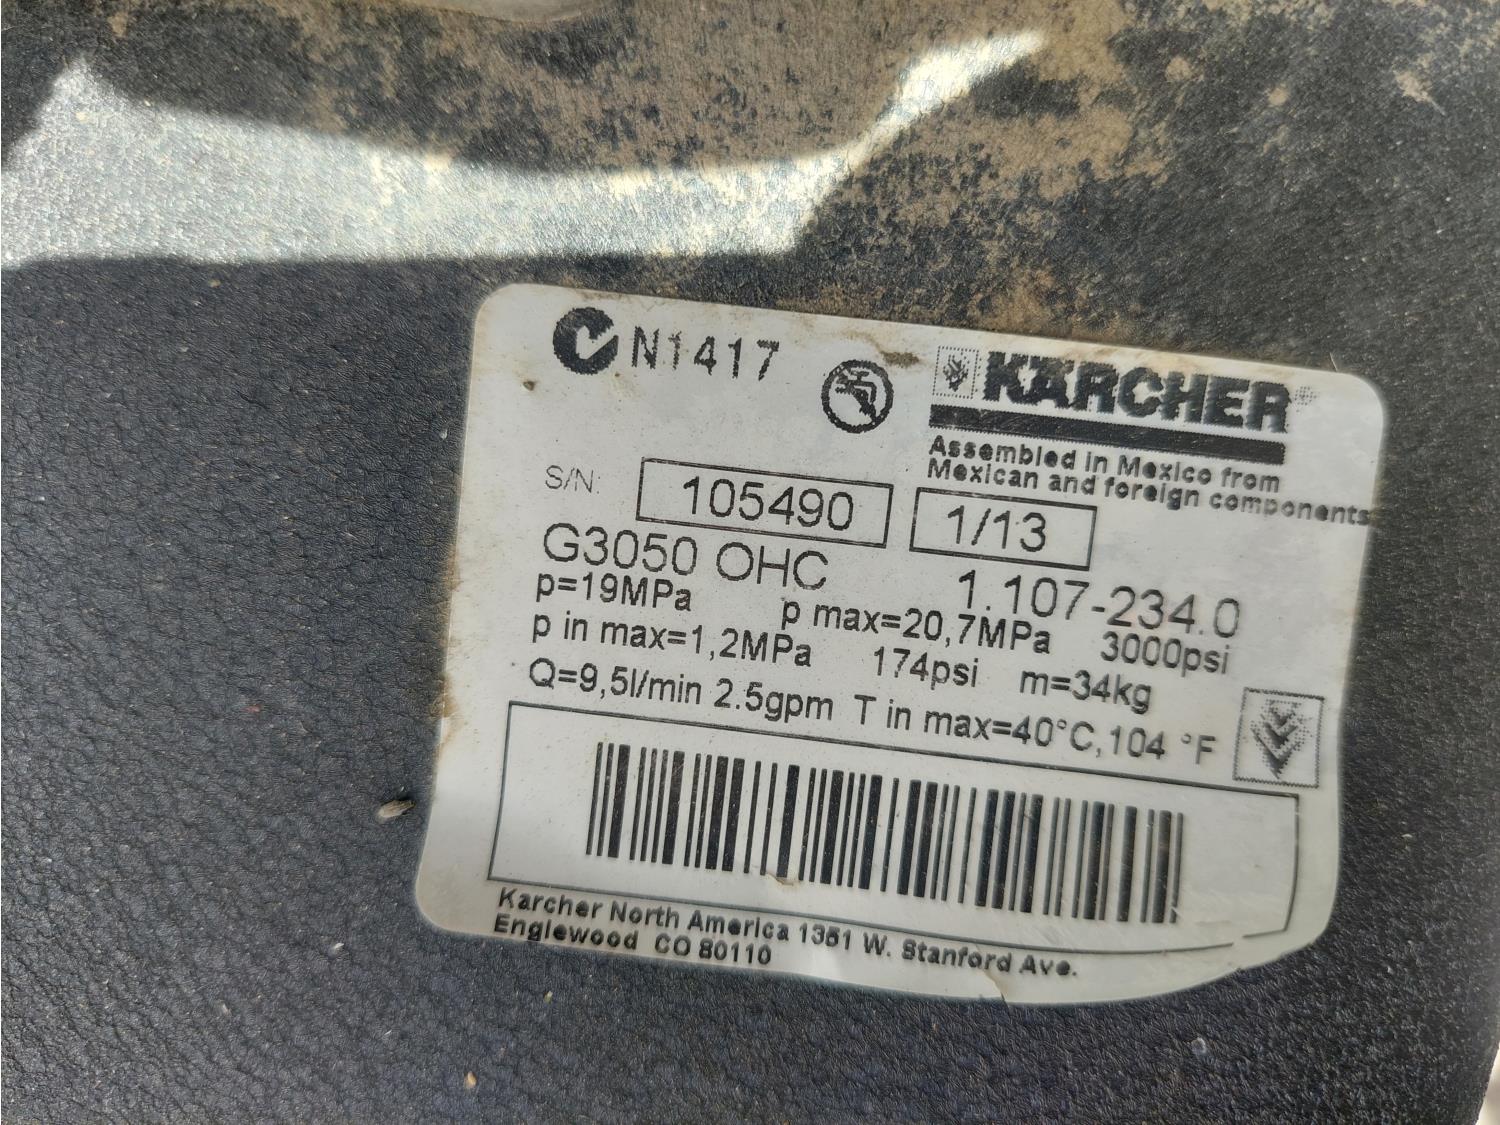 N1417
KÄRCHER
Assembled in Mexico from
Mexican and foreign components
S/N: 105490 1/13
G3050 OHC 1.107-234.0
p=19MPa p max=20,7MPa 3000psi
p in max=1,2MPa 174psi m=34kg
Q=9,5l/min 2.5gpm T in max=40°C,104 °F
Karcher North America 1351 W. Stanford Ave.
Englewood CO 80110